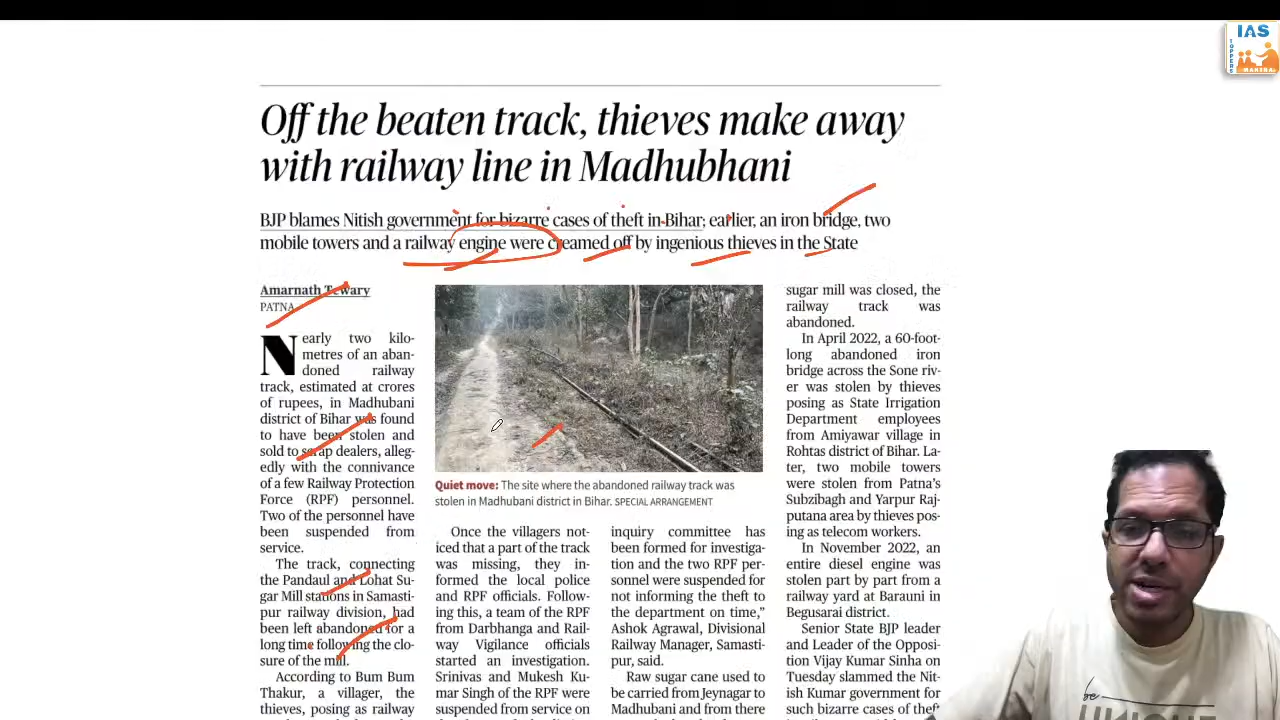 IAS
TOPPERS
MANTRA
Off the beaten track, thieves make away
with railway line in Madhubhani
BJP blames Nitish government for bizarre cases of theft in Bihar; earlier, an iron bridge, two
mobile towers and a railway engine were creamed off by ingenious thieves in the State
Amarnath Tewary
PATNA
Nearly two kilo-
metres of an aban-
doned railway
track, estimated at crores
of rupees, in Madhubani
district of Bihar was found
to have been stolen and
sold to scrap dealers, alleg-
edly with the connivance
of a few Railway Protection
Force (RPF) personnel.
Two of the personnel have
been suspended from
service.
The track, connecting
the Pandaul and Lohat Su-
gar Mill stations in Samasti-
pur railway division, had
been left abandoned for a
long time following the clo-
sure of the mill.
According to Bum Bum
Thakur, a villager, the
thieves, posing as railway
Quiet move: The site where the abandoned railway track was
stolen in Madhubani district in Bihar. SPECIAL ARRANGEMENT
Once the villagers not-
iced that a part of the track
was missing, they in-
formed the local police
and RPF officials. Follow-
ing this, a team of the RPF
from Darbhanga and Rail-
way Vigilance officials
started an investigation.
Srinivas and Mukesh Ku-
mar Singh of the RPF were
suspended from service on
inquiry committee has
been formed for investiga-
tion and the two RPF per-
sonnel were suspended for
not informing the theft to
the department on time,”
Ashok Agrawal, Divisional
Railway Manager, Samasti-
pur, said.
Raw sugar cane used to
be carried from Jeynagar to
Madhubani and from there
sugar mill was closed, the
railway track was
abandoned.
In April 2022, a 60-foot-
long abandoned iron
bridge across the Sone riv-
er was stolen by thieves
posing as State Irrigation
Department employees
from Amiyawar village in
Rohtas district of Bihar. La-
ter, two mobile towers
were stolen from Patna’s
Subzibagh and Yarpur Raj-
putana area by thieves pos-
ing as telecom workers.
In November 2022, an
entire diesel engine was
stolen part by part from a
railway yard at Barauni in
Begusarai district.
Senior State BJP leader
and Leader of the Opposi-
tion Vijay Kumar Sinha on
Tuesday slammed the Nit-
ish Kumar government for
such bizarre cases of theft
be